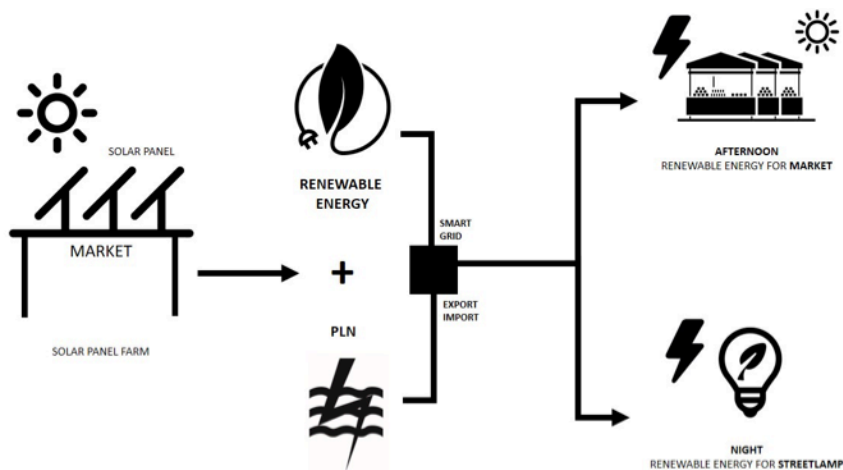 SOLAR PANEL
MARKET
SOLAR PANEL FARM
RENEWABLE
ENERGY
+
PLN
SMART
GRID
EXPORT
IMPORT
AFTERNOON
RENEWABLE ENERGY FOR MARKET
NIGHT
RENEWABLE ENERGY FOR STREETLAMP